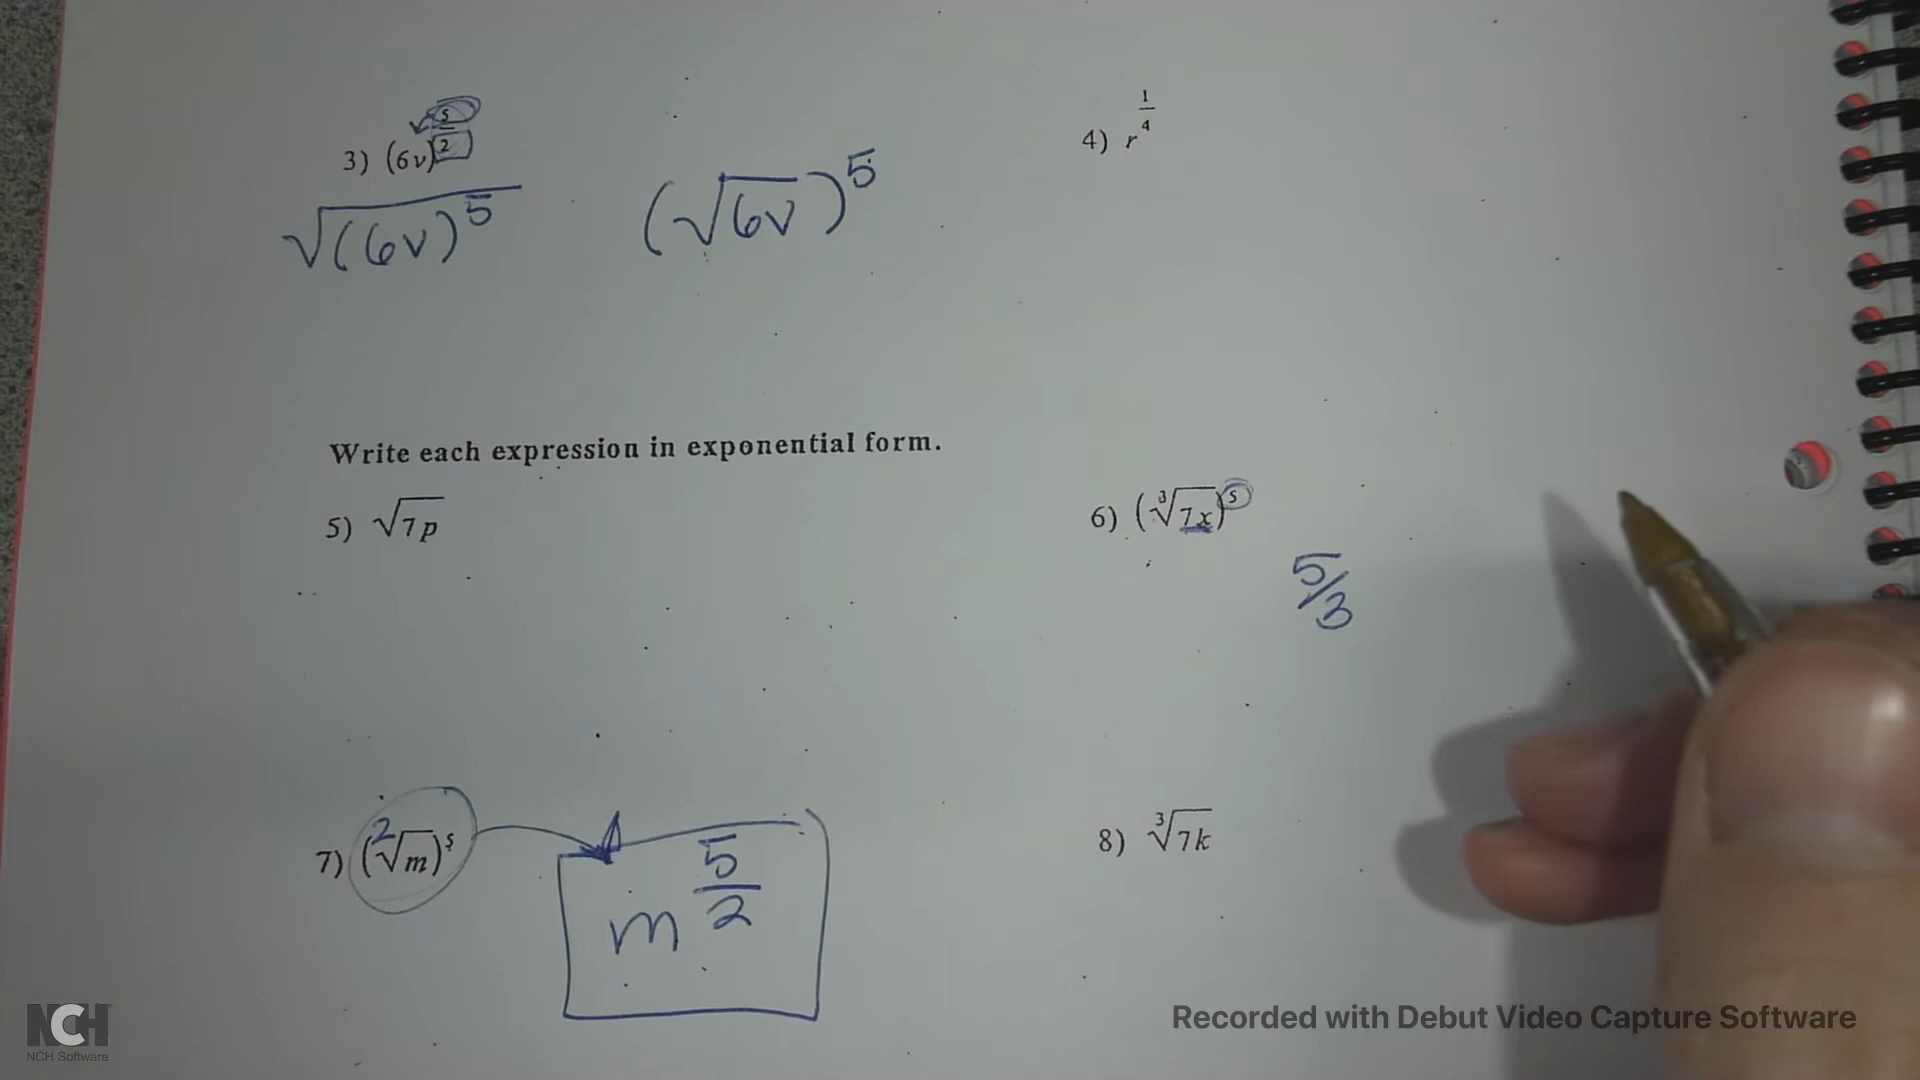 3) (6v)^(5/2)
√(6v)^5
(√6v)^5
4) r^(1/4)
Write each expression in exponential form.
5) √7p
6) (³√7x)^5
5/3
7) (²√m)^5
m^(5/2)
8) ³√7k
NCH
NCH Software
Recorded with Debut Video Capture Software